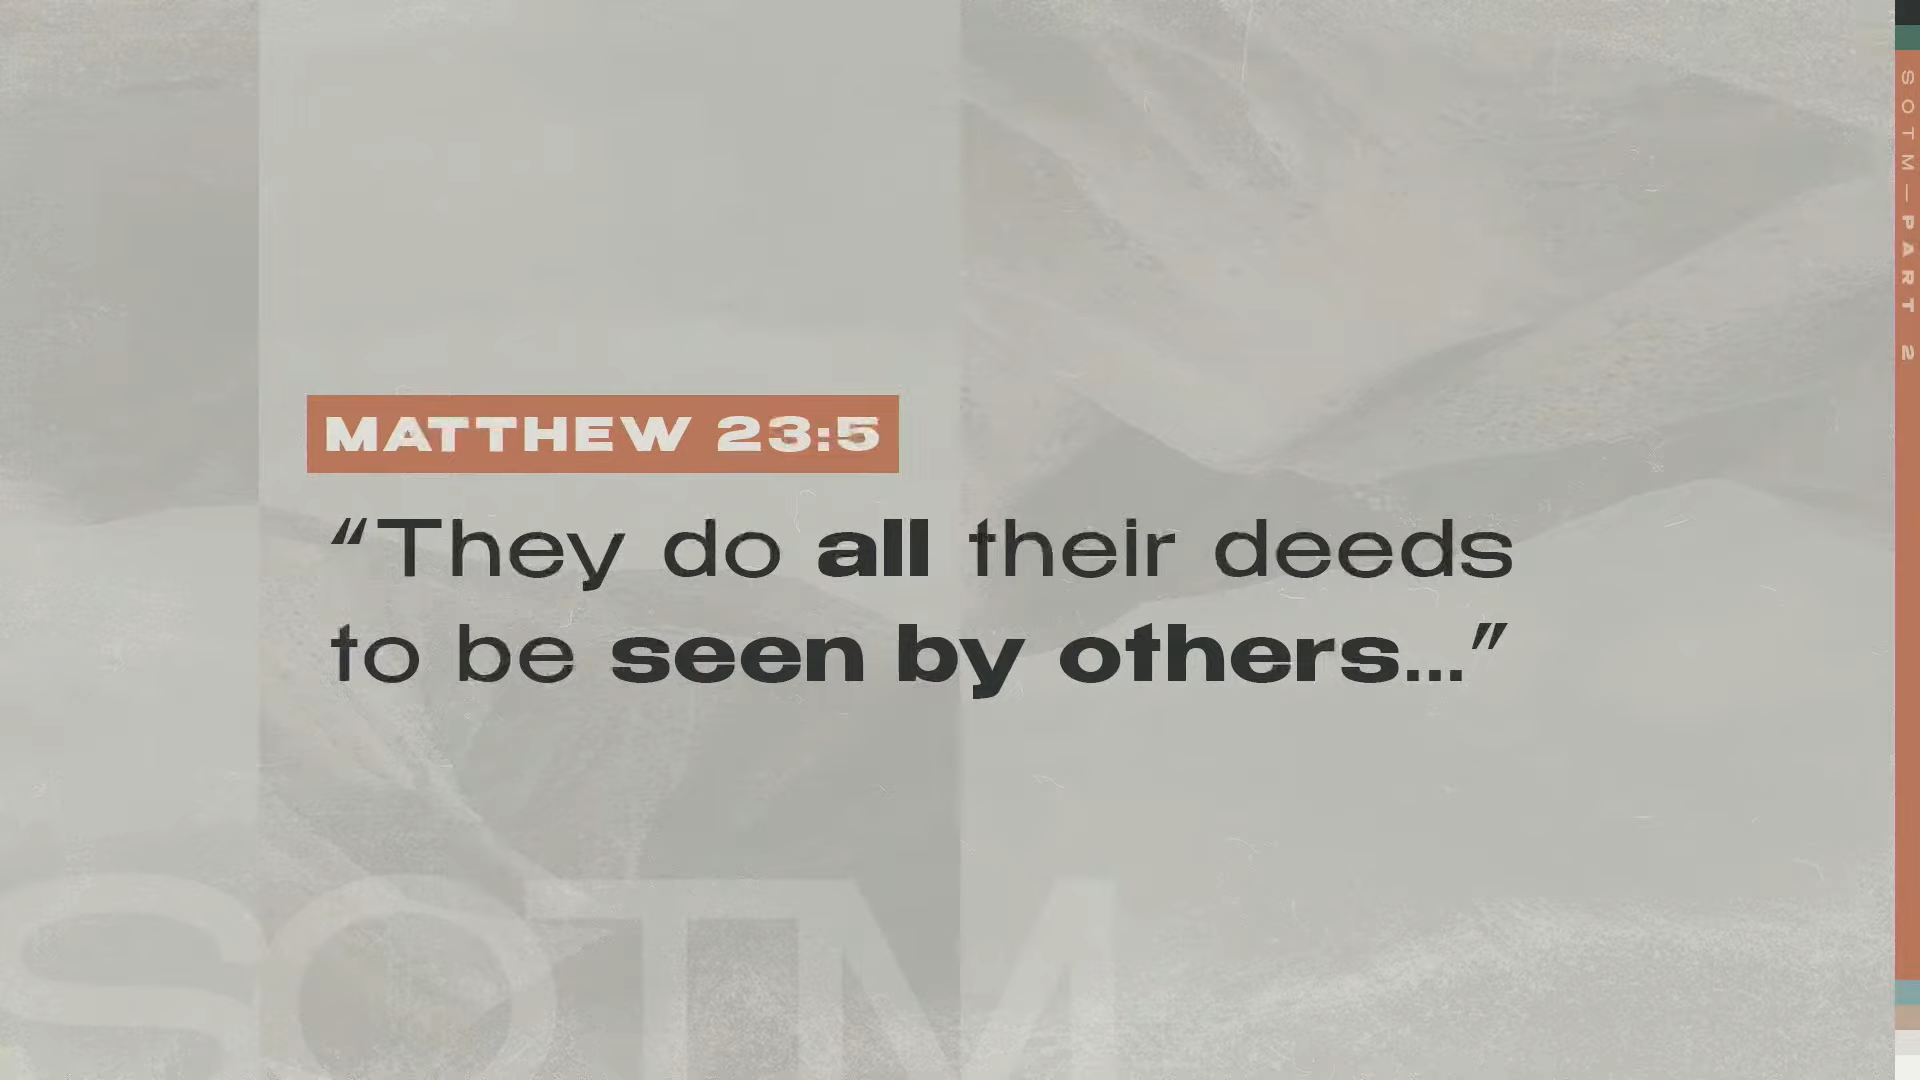 MATTHEW 23:5
“They do all their deeds
to be seen by others...”
SOTM
SOTM—PART 2